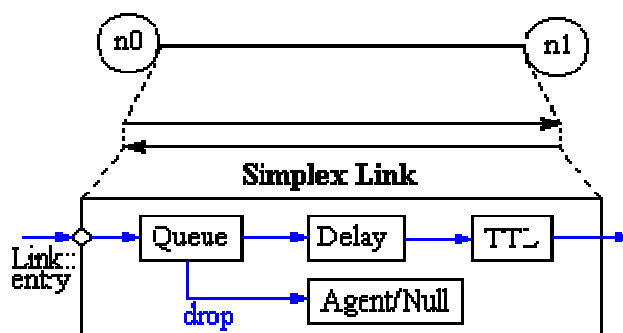 n0
n1
Simplex Link
Link::
entry
Queue
Delay
TTL
drop
Agent/Null